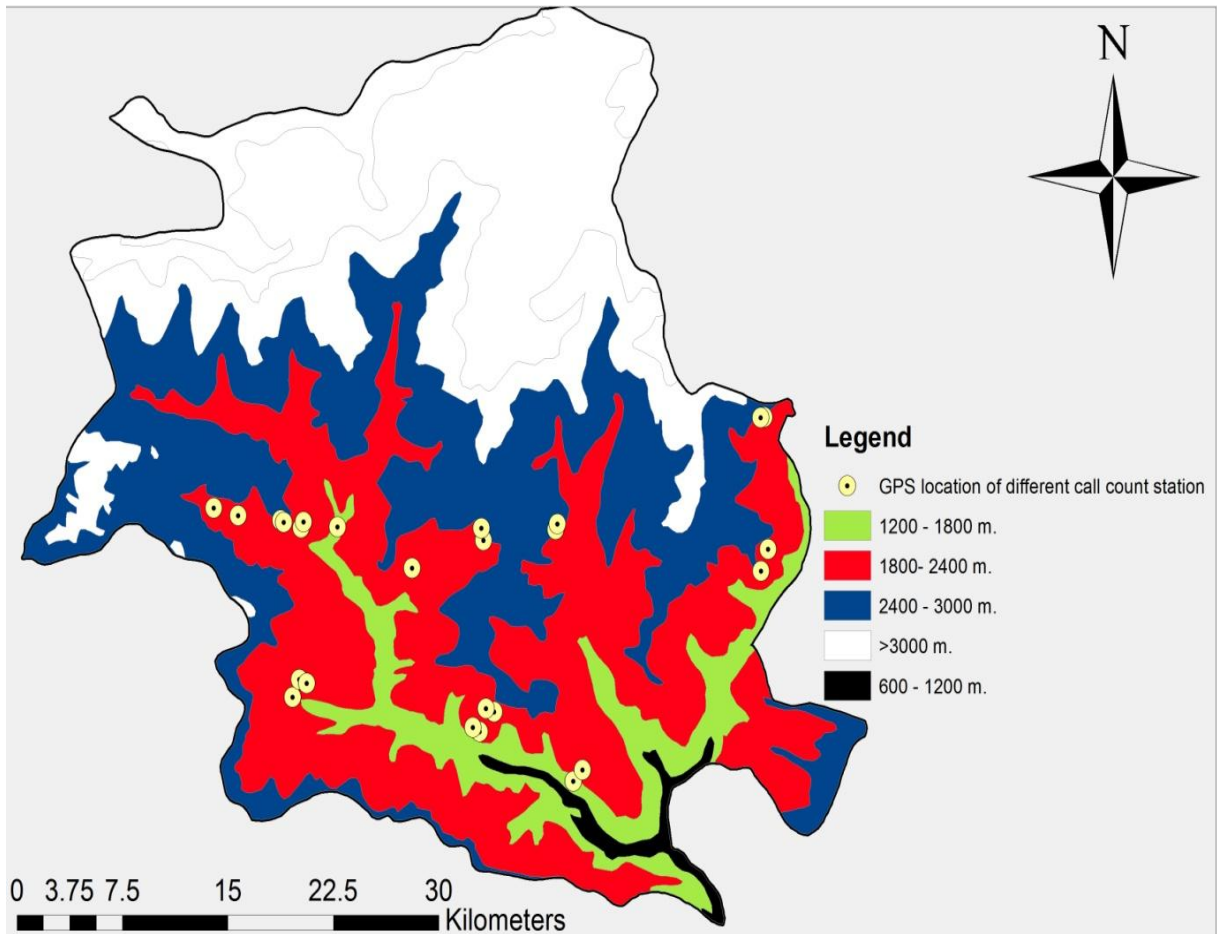 N
Legend
GPS location of different call count station
1200 - 1800 m.
1800- 2400 m.
2400 - 3000 m.
>3000 m.
600 - 1200 m.
0 3.75 7.5 15 22.5 30
Kilometers